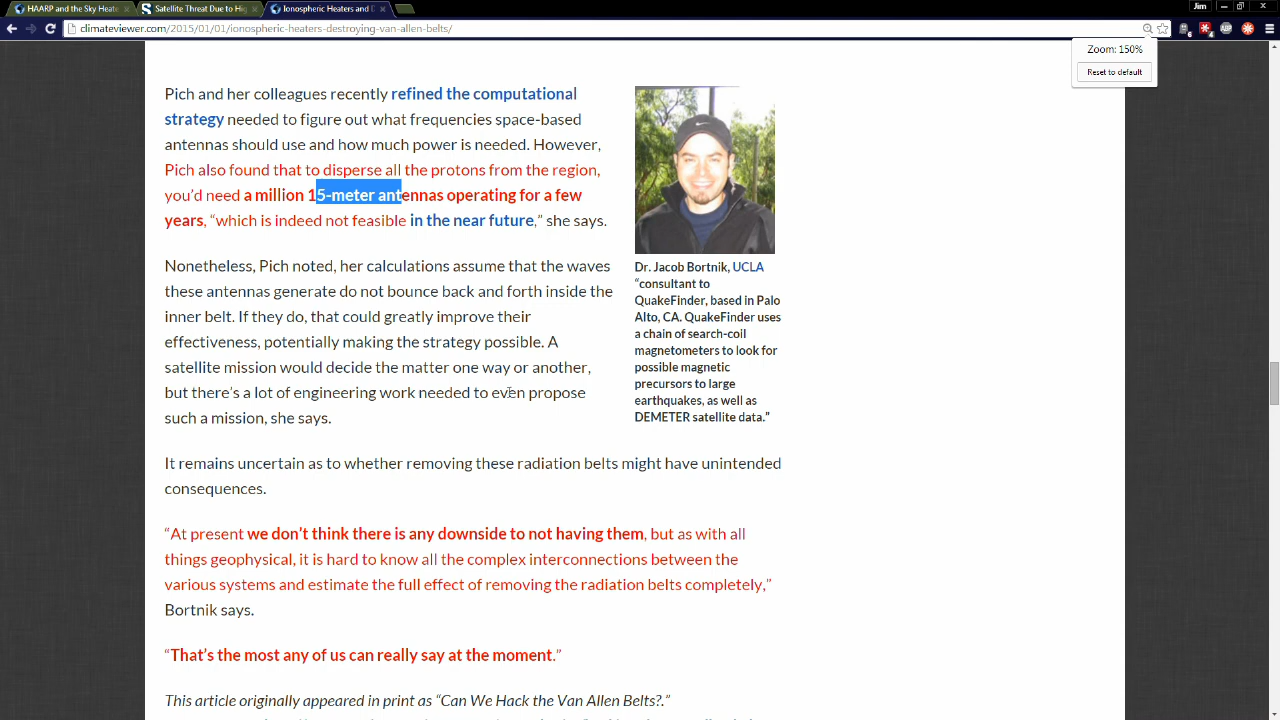 HAARP and the Sky Heate
Satellite Threat Due to Hig
Ionospheric Heaters and D
Jim
climateviewer.com/2015/01/01/ionospheric-heaters-destroying-van-allen-belts/
Zoom: 150%
Reset to default
Pich and her colleagues recently refined the computational
strategy needed to figure out what frequencies space-based
antennas should use and how much power is needed. However,
Pich also found that to disperse all the protons from the region,
you’d need a million 15-meter antennas operating for a few
years, “which is indeed not feasible in the near future,” she says.
Nonetheless, Pich noted, her calculations assume that the waves
these antennas generate do not bounce back and forth inside the
inner belt. If they do, that could greatly improve their
effectiveness, potentially making the strategy possible. A
satellite mission would decide the matter one way or another,
but there’s a lot of engineering work needed to even propose
such a mission, she says.
Dr. Jacob Bortnik, UCLA
“consultant to
QuakeFinder, based in Palo
Alto, CA. QuakeFinder uses
a chain of search-coil
magnetometers to look for
possible magnetic
precursors to large
earthquakes, as well as
DEMETER satellite data.”
It remains uncertain as to whether removing these radiation belts might have unintended
consequences.
“At present we don’t think there is any downside to not having them, but as with all
things geophysical, it is hard to know all the complex interconnections between the
various systems and estimate the full effect of removing the radiation belts completely,”
Bortnik says.
“That’s the most any of us can really say at the moment.”
This article originally appeared in print as “Can We Hack the Van Allen Belts?.”